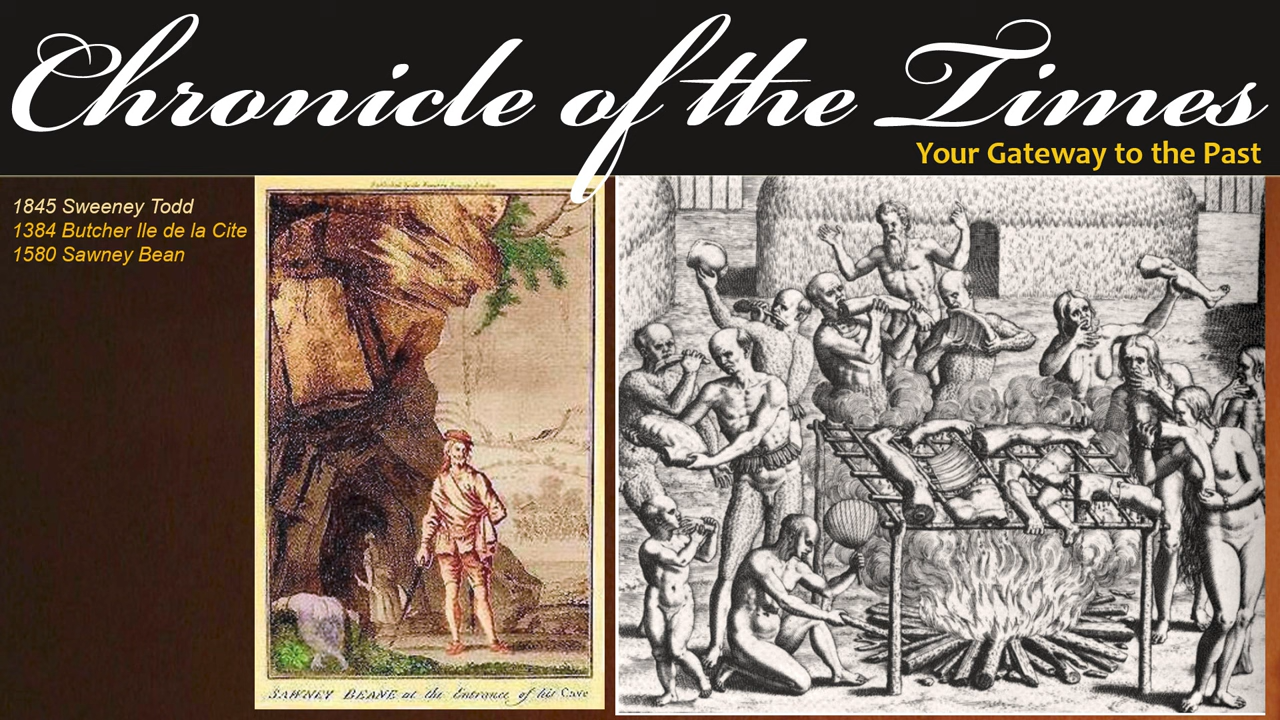 Chronicle of the Times
Your Gateway to the Past
1845 Sweeney Todd
1384 Butcher Ile de la Cite
1580 Sawney Bean
SAWNEY BEANE at the Entrance of his Cave